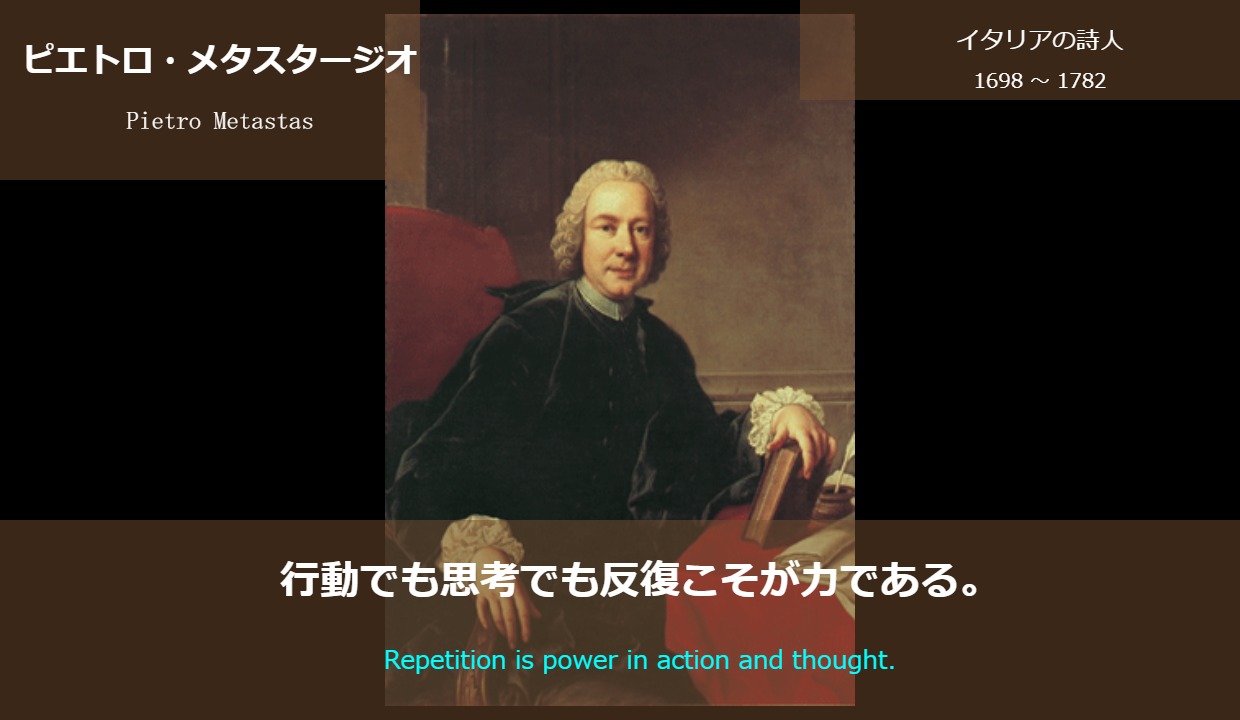 ピエトロ・メタスタージオ
Pietro Metastas
イタリアの詩人
1698 ～ 1782
行動でも思考でも反復こそが力である。
Repetition is power in action and thought.